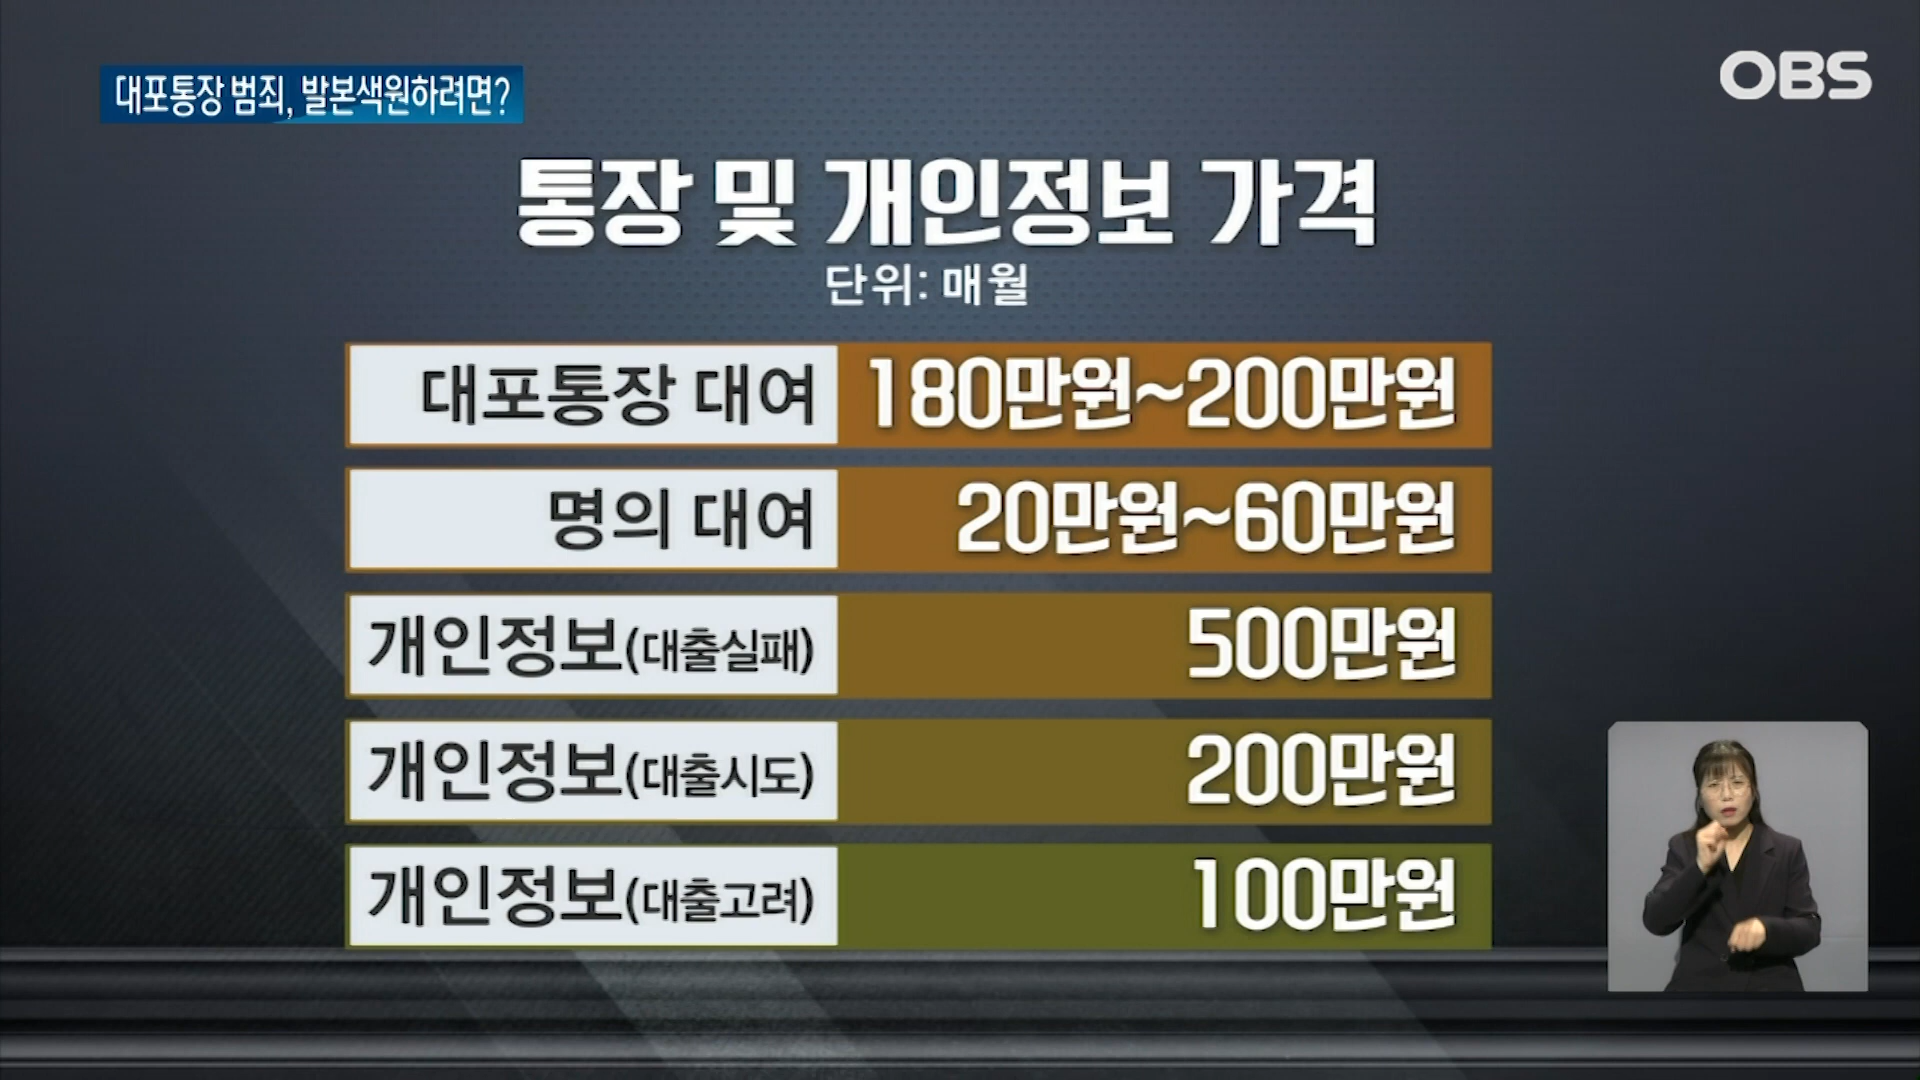 대포통장 범죄, 발본색원하려면?
OBS
통장 및 개인정보 가격
단위: 매월
대포통장 대여 180만원~200만원
명의 대여 20만원~60만원
개인정보(대출실패) 500만원
개인정보(대출시도) 200만원
개인정보(대출고려) 100만원